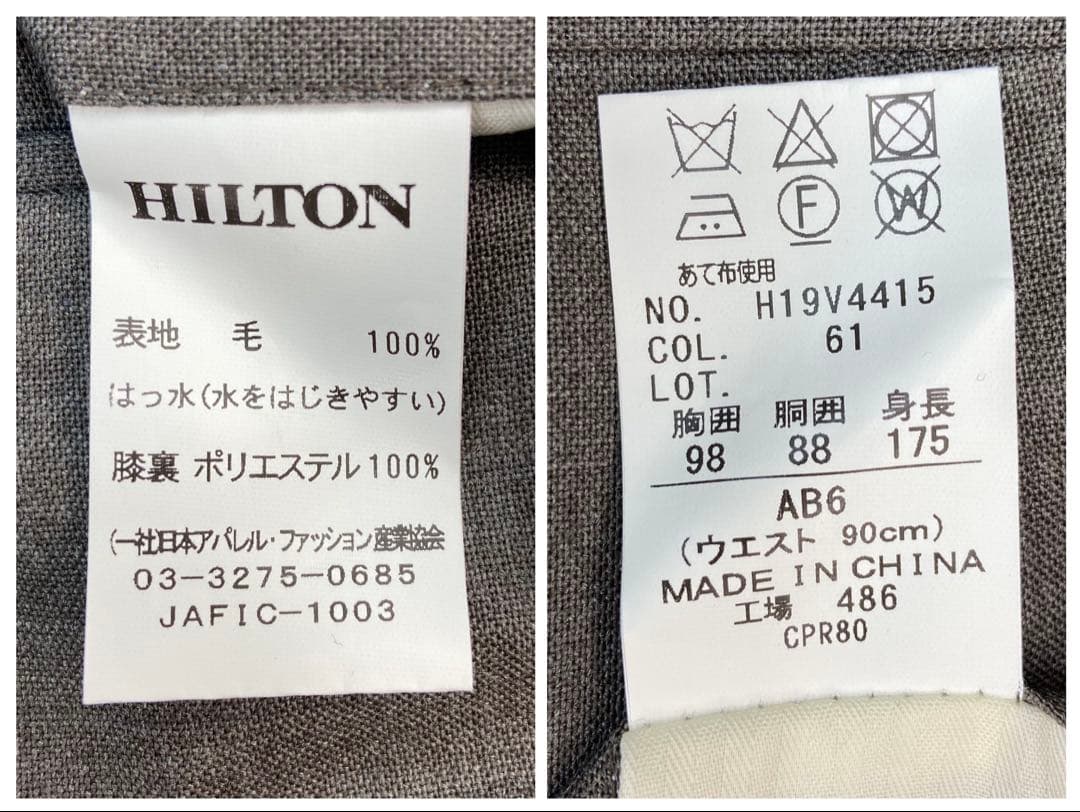 HILTON
表地 毛 100%
はっ水(水をはじきやすい)
膝裏 ポリエステル100%
(一社)日本アパレル・ファッション産業協会
03-3275-0685
JAFIC-1003
F W
あて布使用
NO. H19V4415
COL. 61
LOT.
胸囲 胴囲 身長
98 88 175
AB6
(ウエスト 90cm)
MADE IN CHINA
工場 486
CPR80